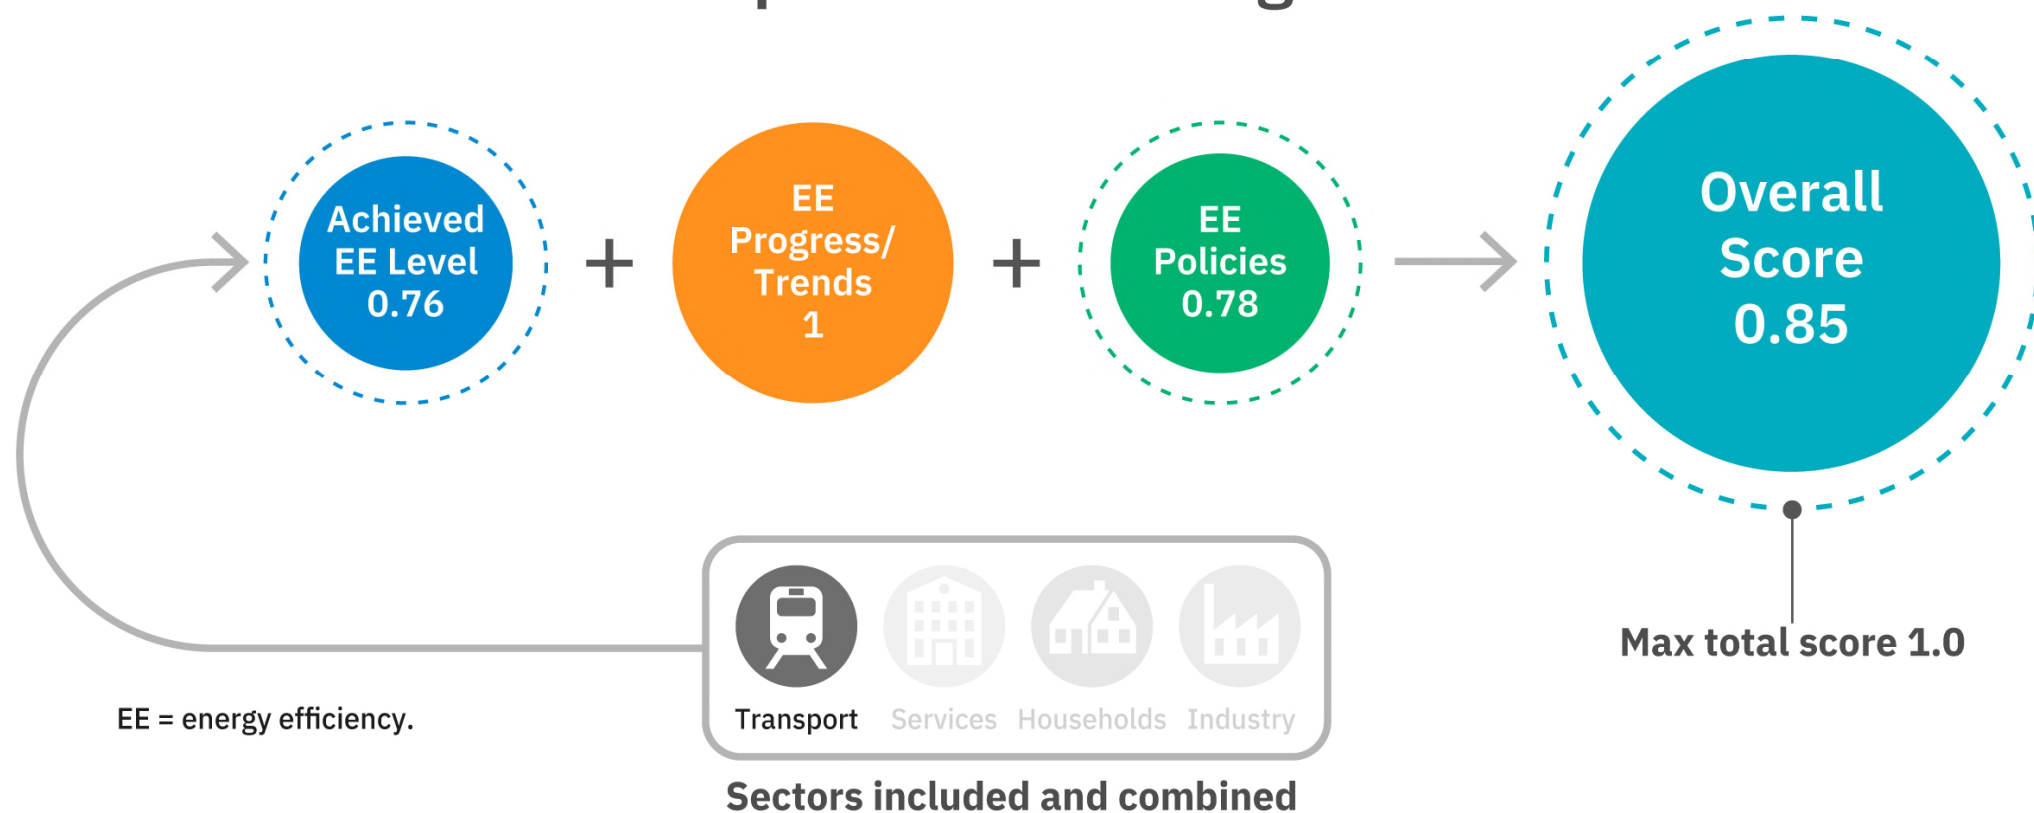 Achieved
EE Level
0.76
+
EE
Progress/
Trends
1
+
EE
Policies
0.78
Overall
Score
0.85
Max total score 1.0
Transport
Services
Households
Industry
EE = energy efficiency.
Sectors included and combined